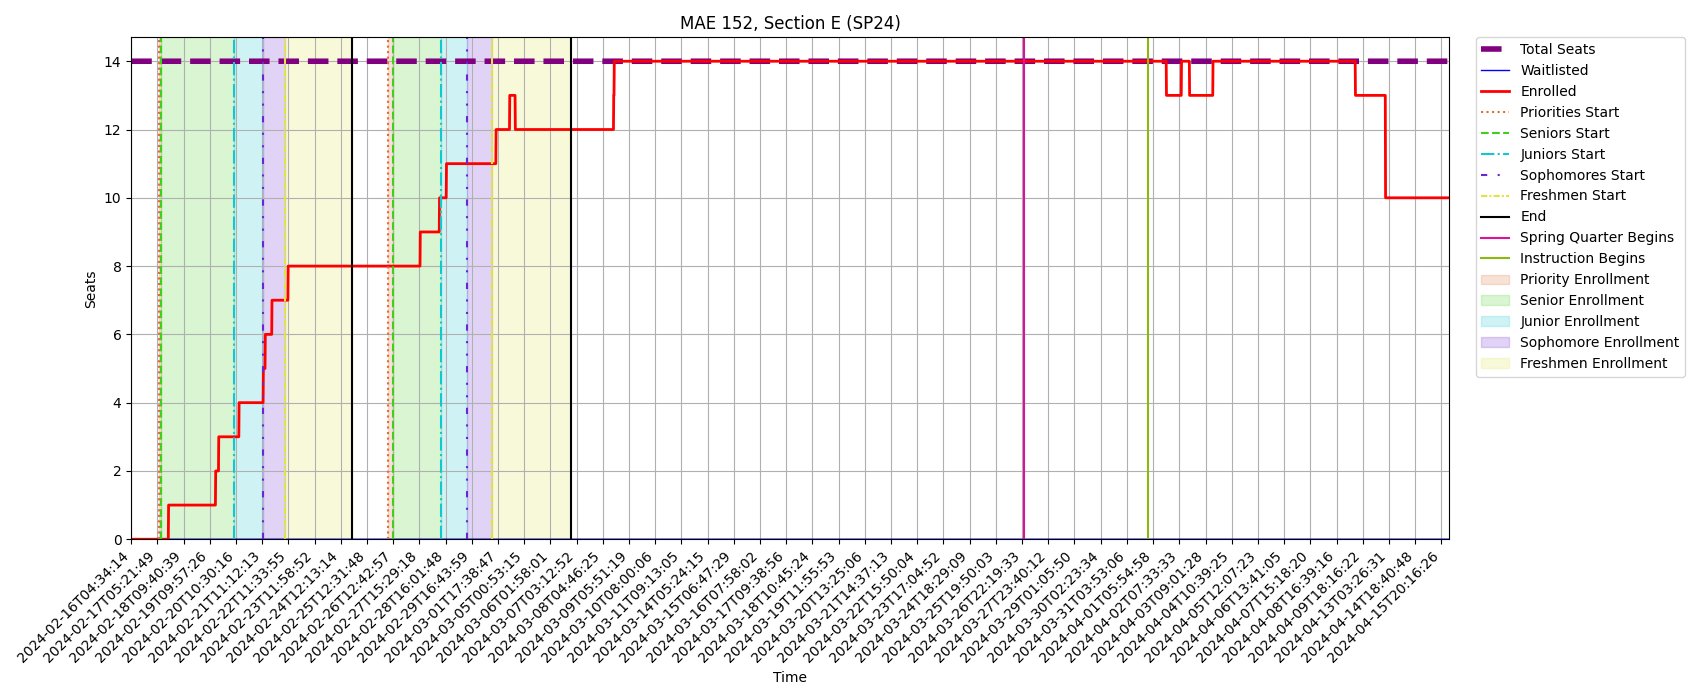 MAE 152, Section E (SP24)
Total Seats
Waitlisted
Enrolled
Priorities Start
Seniors Start
Juniors Start
Sophomores Start
Freshmen Start
End
Spring Quarter Begins
Instruction Begins
Priority Enrollment
Senior Enrollment
Junior Enrollment
Sophomore Enrollment
Freshmen Enrollment
Seats
14
12
10
8
6
4
2
0
2024-02-16T04:34:14
2024-02-17T05:21:49
2024-02-18T09:40:39
2024-02-19T09:57:26
2024-02-20T10:30:16
2024-02-21T11:12:13
2024-02-22T11:33:55
2024-02-23T11:58:52
2024-02-24T12:13:14
2024-02-25T12:31:48
2024-02-26T12:42:57
2024-02-27T15:29:18
2024-02-28T16:01:48
2024-02-29T16:43:59
2024-03-01T17:38:47
2024-03-05T00:53:15
2024-03-06T01:58:01
2024-03-07T03:12:52
2024-03-08T04:46:25
2024-03-09T05:51:19
2024-03-10T08:00:06
2024-03-11T09:13:05
2024-03-14T05:24:15
2024-03-15T06:47:29
2024-03-16T07:58:02
2024-03-17T09:38:56
2024-03-18T10:45:24
2024-03-19T11:55:53
2024-03-20T13:25:06
2024-03-21T14:37:13
2024-03-22T15:50:04
2024-03-23T17:04:52
2024-03-24T18:29:09
2024-03-25T19:50:03
2024-03-26T22:19:33
2024-03-27T23:40:12
2024-03-29T01:05:50
2024-03-30T02:23:34
2024-03-31T03:53:06
2024-04-01T05:54:58
2024-04-02T07:33:33
2024-04-03T09:01:28
2024-04-04T10:39:25
2024-04-05T12:07:23
2024-04-06T13:41:05
2024-04-07T15:18:20
2024-04-08T16:39:16
2024-04-09T18:16:22
2024-04-13T03:26:31
2024-04-14T18:40:48
2024-04-15T20:16:26
Time